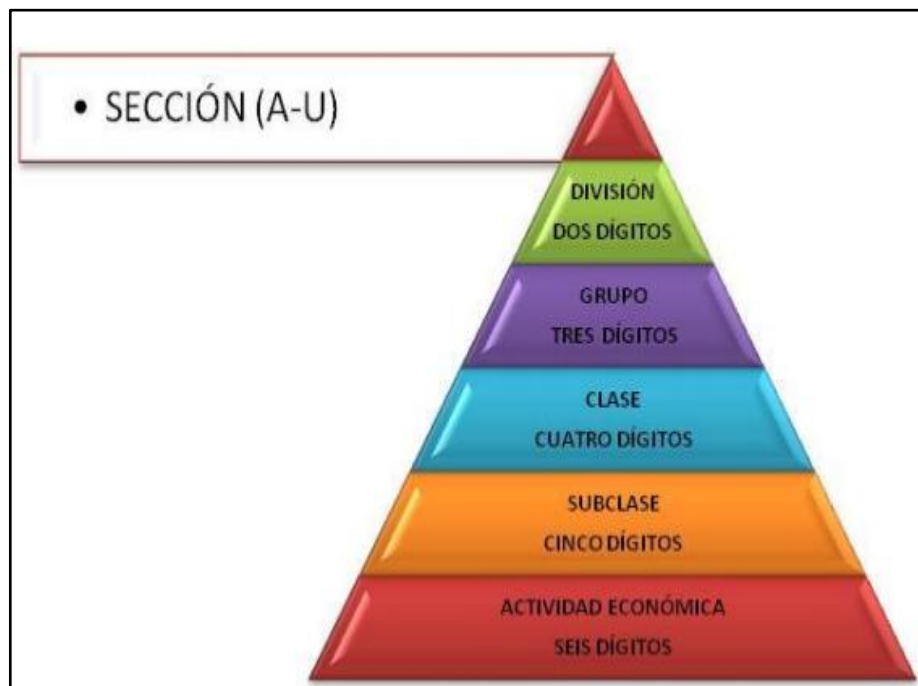 • SECCIÓN (A-U)
DIVISIÓN
DOS DÍGITOS
GRUPO
TRES DÍGITOS
CLASE
CUATRO DÍGITOS
SUBCLASE
CINCO DÍGITOS
ACTIVIDAD ECONÓMICA
SEIS DÍGITOS